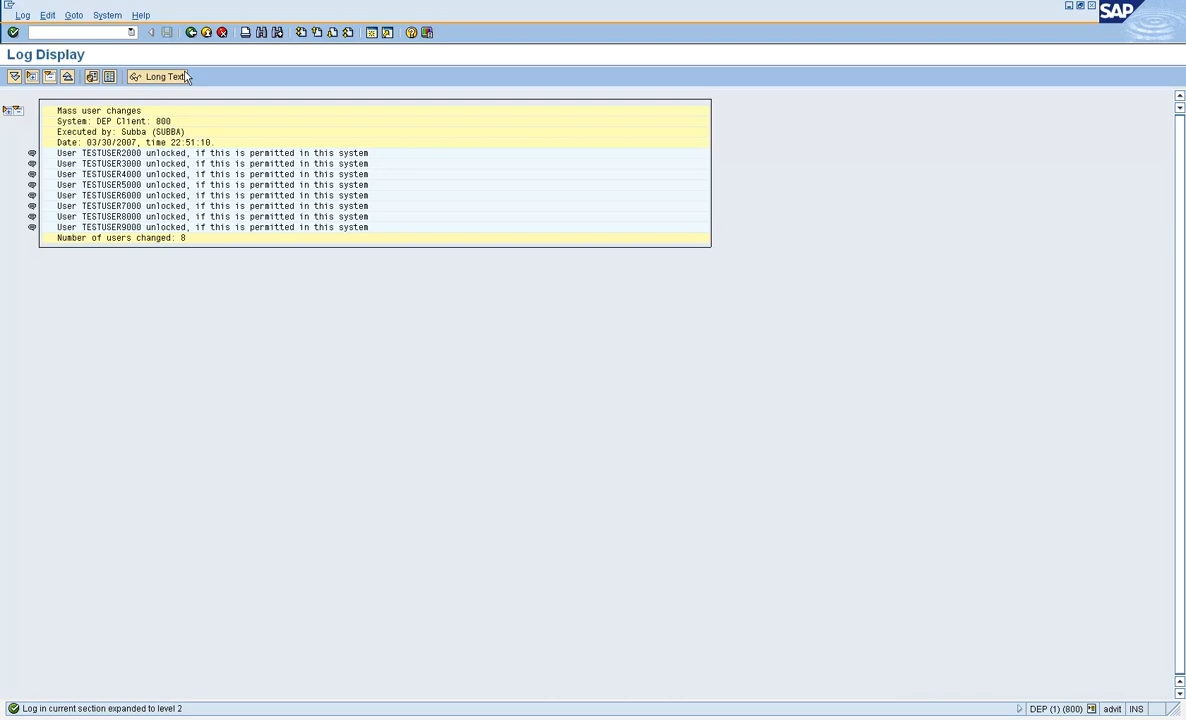 Log Edit Goto System Help
SAP
Log Display
Long Text
Mass user changes
System: DEP Client: 800
Executed by: Subba (SUBBA)
Date: 03/30/2007, time 22:51:10.
User TESTUSER2000 unlocked, if this is permitted in this system
User TESTUSER3000 unlocked, if this is permitted in this system
User TESTUSER4000 unlocked, if this is permitted in this system
User TESTUSER5000 unlocked, if this is permitted in this system
User TESTUSER6000 unlocked, if this is permitted in this system
User TESTUSER7000 unlocked, if this is permitted in this system
User TESTUSER8000 unlocked, if this is permitted in this system
User TESTUSER9000 unlocked, if this is permitted in this system
Number of users changed: 8
Log in current section expanded to level 2
DEP (1) (800) advit INS